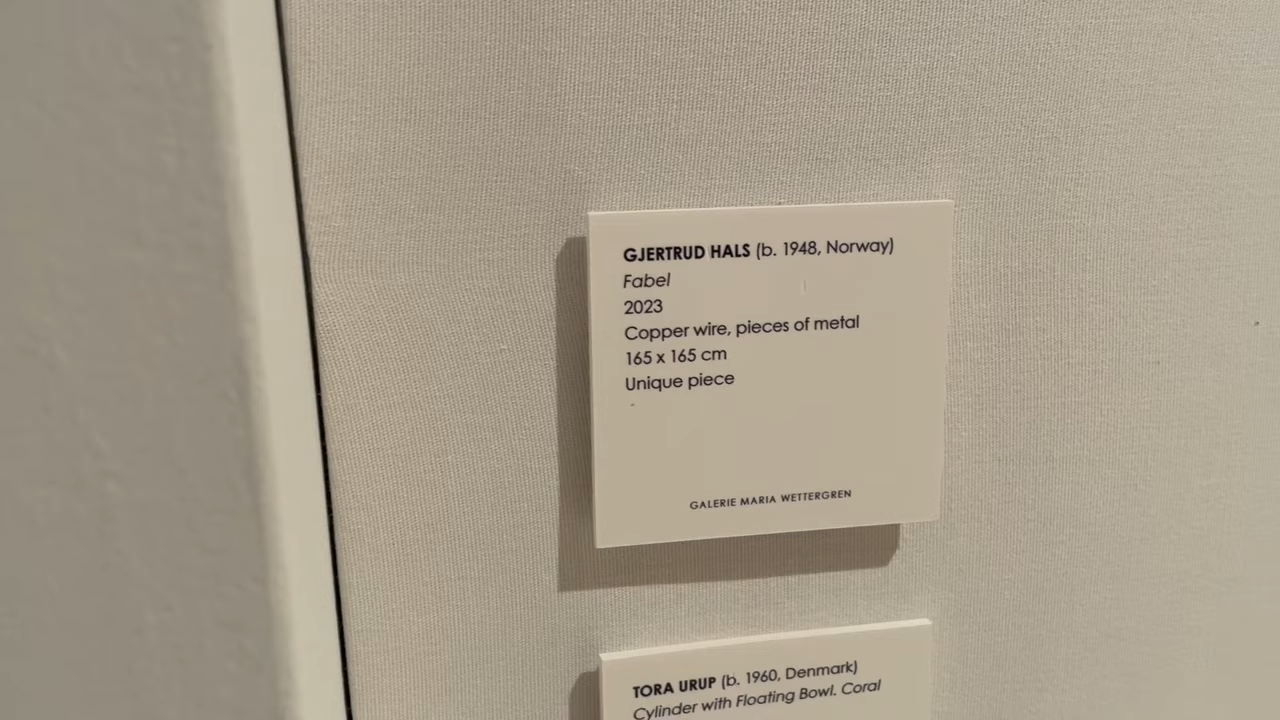 GJERTRUD HALS (b. 1948, Norway)
Fabel
2023
Copper wire, pieces of metal
165 x 165 cm
Unique piece
GALERIE MARIA WETTERGREN
TORA URUP (b. 1960, Denmark)
Cylinder with Floating Bowl. Coral